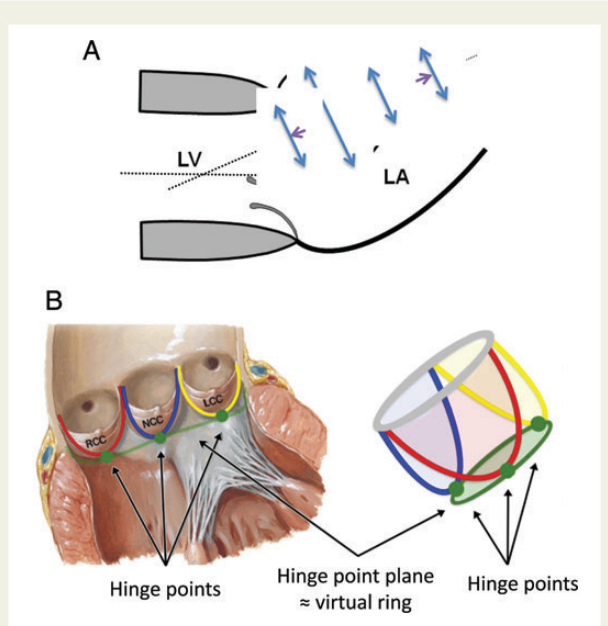 A
LV
LA
B
RCC
NCC
LCC
Hinge points
Hinge point plane
≈ virtual ring
Hinge points